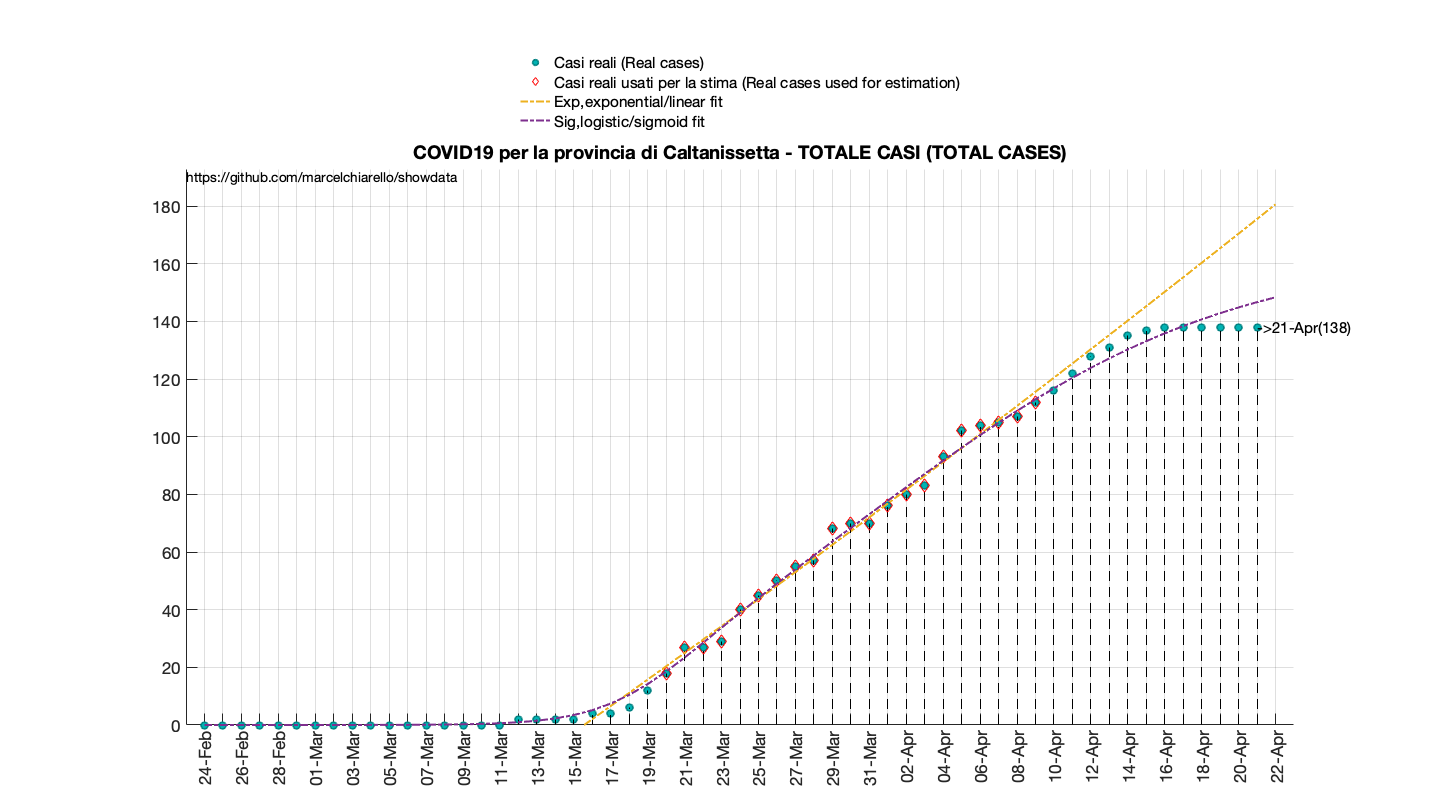 Casi reali (Real cases)
Casi reali usati per la stima (Real cases used for estimation)
Exp,exponential/linear fit
Sig,logistic/sigmoid fit
COVID19 per la provincia di Caltanissetta - TOTALE CASI (TOTAL CASES)
https://github.com/marcelchiarello/showdata
180
160
140
>21-Apr(138)
120
100
80
60
40
20
0
24-Feb
26-Feb
28-Feb
01-Mar
03-Mar
05-Mar
07-Mar
09-Mar
11-Mar
13-Mar
15-Mar
17-Mar
19-Mar
21-Mar
23-Mar
25-Mar
27-Mar
29-Mar
31-Mar
02-Apr
04-Apr
06-Apr
08-Apr
10-Apr
12-Apr
14-Apr
16-Apr
18-Apr
20-Apr
22-Apr